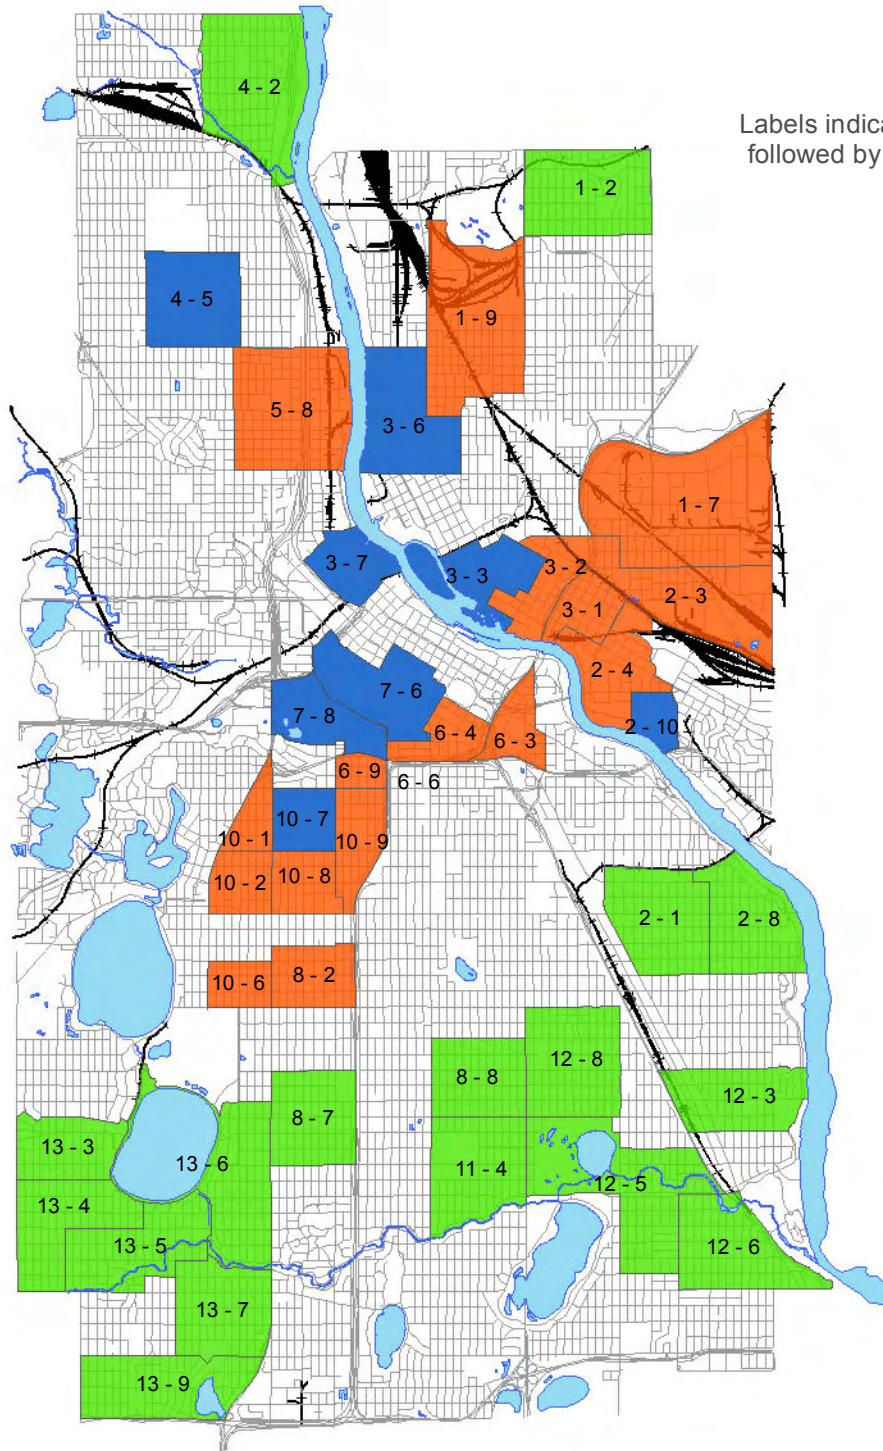 4 - 2
Labels indica
followed by
1 - 2
4 - 5
1 - 9
5 - 8
3 - 6
1 - 7
3 - 7
3 - 3
3 - 2
2 - 3
3 - 1
2 - 4
7 - 6
7 - 8
2 - 10
6 - 4
6 - 3
6 - 9
6 - 6
10 - 7
10 - 1
10 - 9
10 - 2
10 - 8
2 - 1
2 - 8
10 - 6
8 - 2
12 - 8
8 - 8
12 - 3
8 - 7
13 - 3
13 - 6
11 - 4
12 - 5
13 - 4
13 - 5
12 - 6
13 - 7
13 - 9